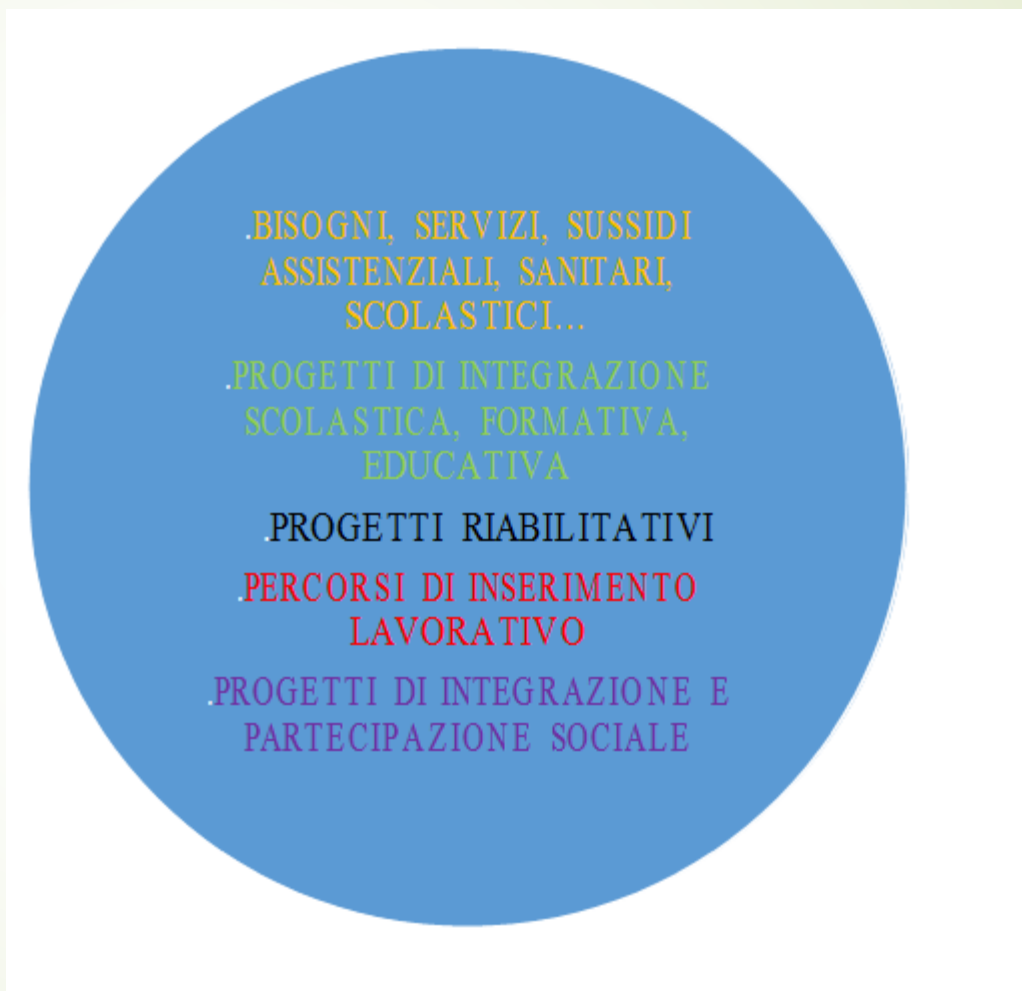 .BISOGNI, SERVIZI, SUSSIDI
ASSISTENZIALI, SANITARI,
SCOLASTICI...
.PROGETTI DI INTEGRAZIONE
SCOLASTICA, FORMATIVA,
EDUCATIVA
.PROGETTI RIABILITATIVI
.PERCORSI DI INSERIMENTO
LAVORATIVO
.PROGETTI DI INTEGRAZIONE E
PARTECIPAZIONE SOCIALE